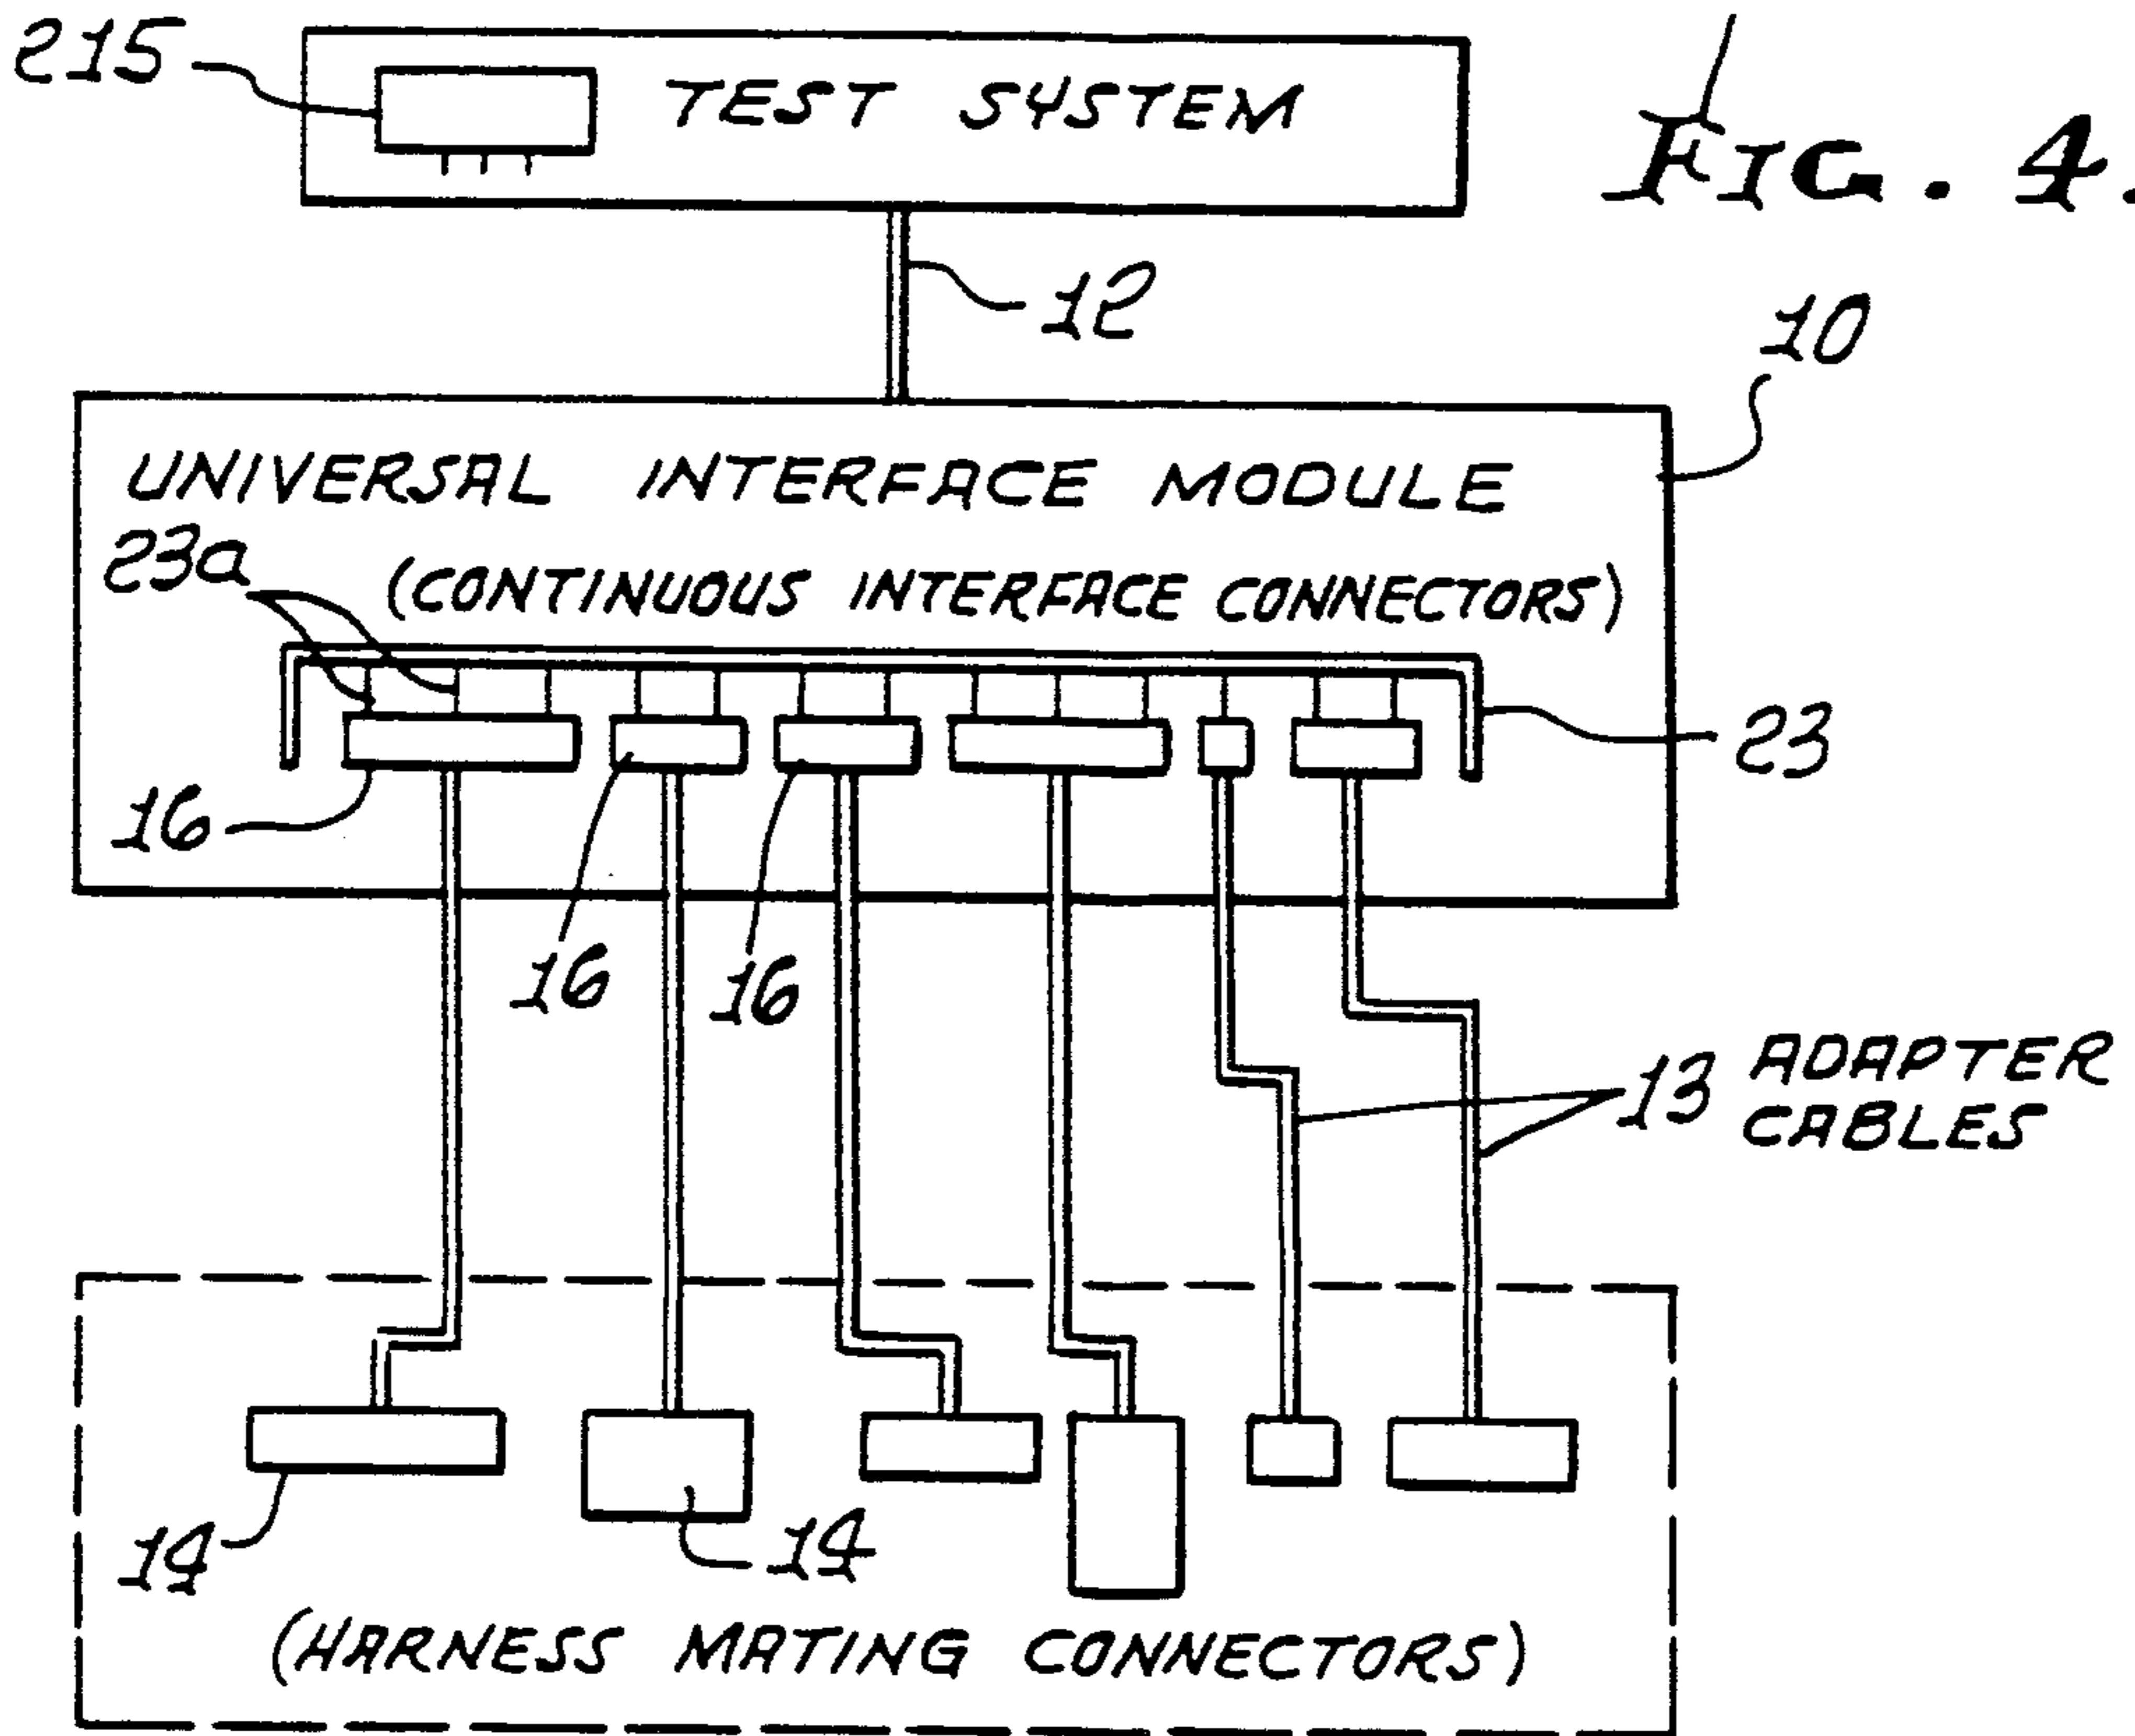 215
TEST SYSTEM
FIG. 4.
12
10
UNIVERSAL INTERFACE MODULE
23a
(CONTINUOUS INTERFACE CONNECTORS)
23
16
16
16
13 ADAPTER
CABLES
14
14
(HARNESS MATING CONNECTORS)